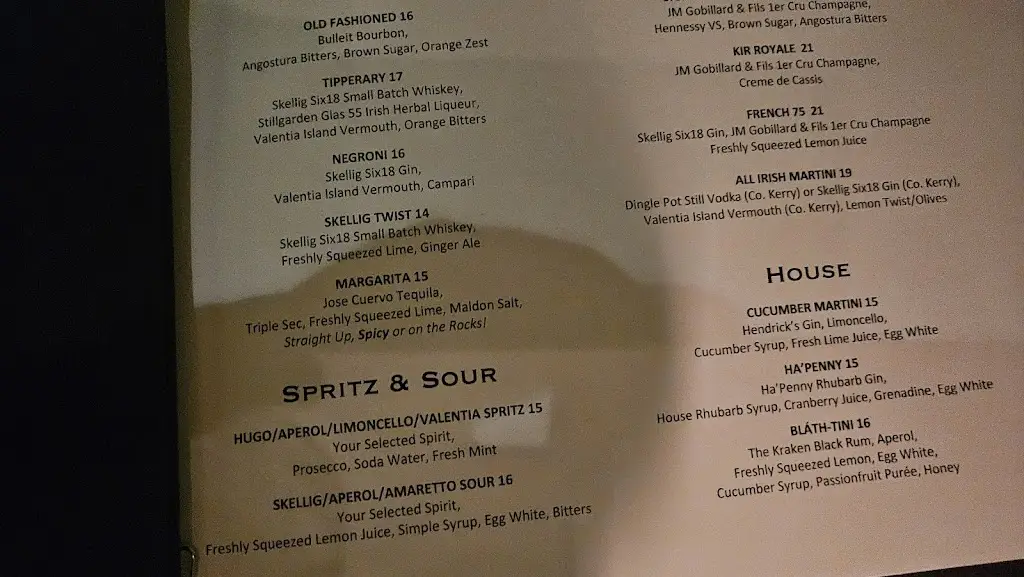 OLD FASHIONED 16
Bulleit Bourbon,
Angostura Bitters, Brown Sugar, Orange Zest
TIPPERARY 17
Skellig Six18 Small Batch Whiskey,
Stillgarden Glas 55 Irish Herbal Liqueur,
Valentia Island Vermouth, Orange Bitters
NEGRONI 16
Skellig Six18 Gin,
Valentia Island Vermouth, Campari
SKELLIG TWIST 14
Skellig Six18 Small Batch Whiskey,
Freshly Squeezed Lime, Ginger Ale
MARGARITA 15
Jose Cuervo Tequila,
Triple Sec, Freshly Squeezed Lime, Maldon Salt,
Straight Up, Spicy or on the Rocks!
SPRITZ & SOUR
HUGO/APEROL/LIMONCELLO/VALENTIA SPRITZ 15
Your Selected Spirit,
Prosecco, Soda Water, Fresh Mint
SKELLIG/APEROL/AMARETTO SOUR 16
Your Selected Spirit,
Freshly Squeezed Lemon Juice, Simple Syrup, Egg White, Bitters
JM Gobillard & Fils 1er Cru Champagne,
Hennessy VS, Brown Sugar, Angostura Bitters
KIR ROYALE 21
JM Gobillard & Fils 1er Cru Champagne,
Creme de Cassis
FRENCH 75 21
Skellig Six18 Gin, JM Gobillard & Fils 1er Cru Champagne
Freshly Squeezed Lemon Juice
ALL IRISH MARTINI 19
Dingle Pot Still Vodka (Co. Kerry) or Skellig Six18 Gin (Co. Kerry),
Valentia Island Vermouth (Co. Kerry), Lemon Twist/Olives
HOUSE
CUCUMBER MARTINI 15
Hendrick's Gin, Limoncello,
Cucumber Syrup, Fresh Lime Juice, Egg White
HA'PENNY 15
Ha'Penny Rhubarb Gin,
House Rhubarb Syrup, Cranberry Juice, Grenadine, Egg White
BLÁTH-TINI 16
The Kraken Black Rum, Aperol,
Freshly Squeezed Lemon, Egg White,
Cucumber Syrup, Passionfruit Purée, Honey